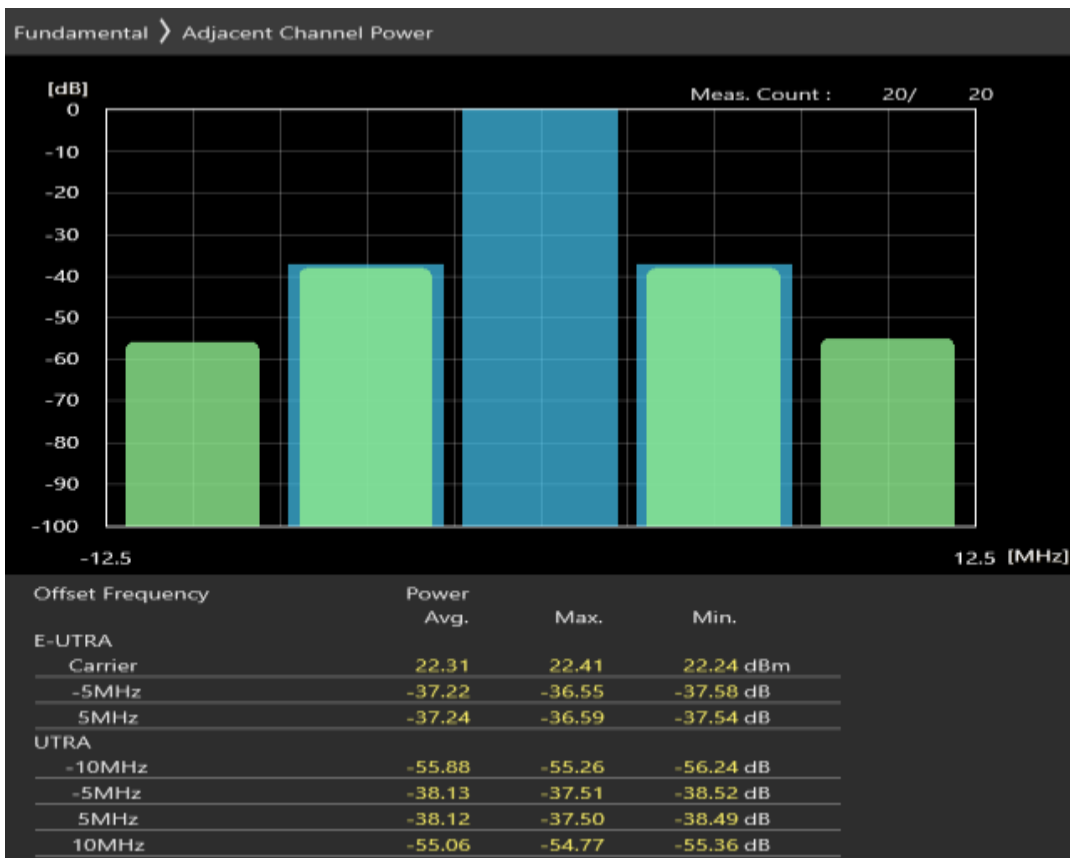 Fundamental ❯ Adjacent Channel Power
[dB]
Meas. Count : 20/ 20
0
-10
-20
-30
-40
-50
-60
-70
-80
-90
-100
-12.5 12.5 [MHz]
Offset Frequency Power
Avg. Max. Min.
E-UTRA
Carrier 22.31 22.41 22.24 dBm
-5MHz -37.22 -36.55 -37.58 dB
5MHz -37.24 -36.59 -37.54 dB
UTRA
-10MHz -55.88 -55.26 -56.24 dB
-5MHz -38.13 -37.51 -38.52 dB
5MHz -38.12 -37.50 -38.49 dB
10MHz -55.06 -54.77 -55.36 dB